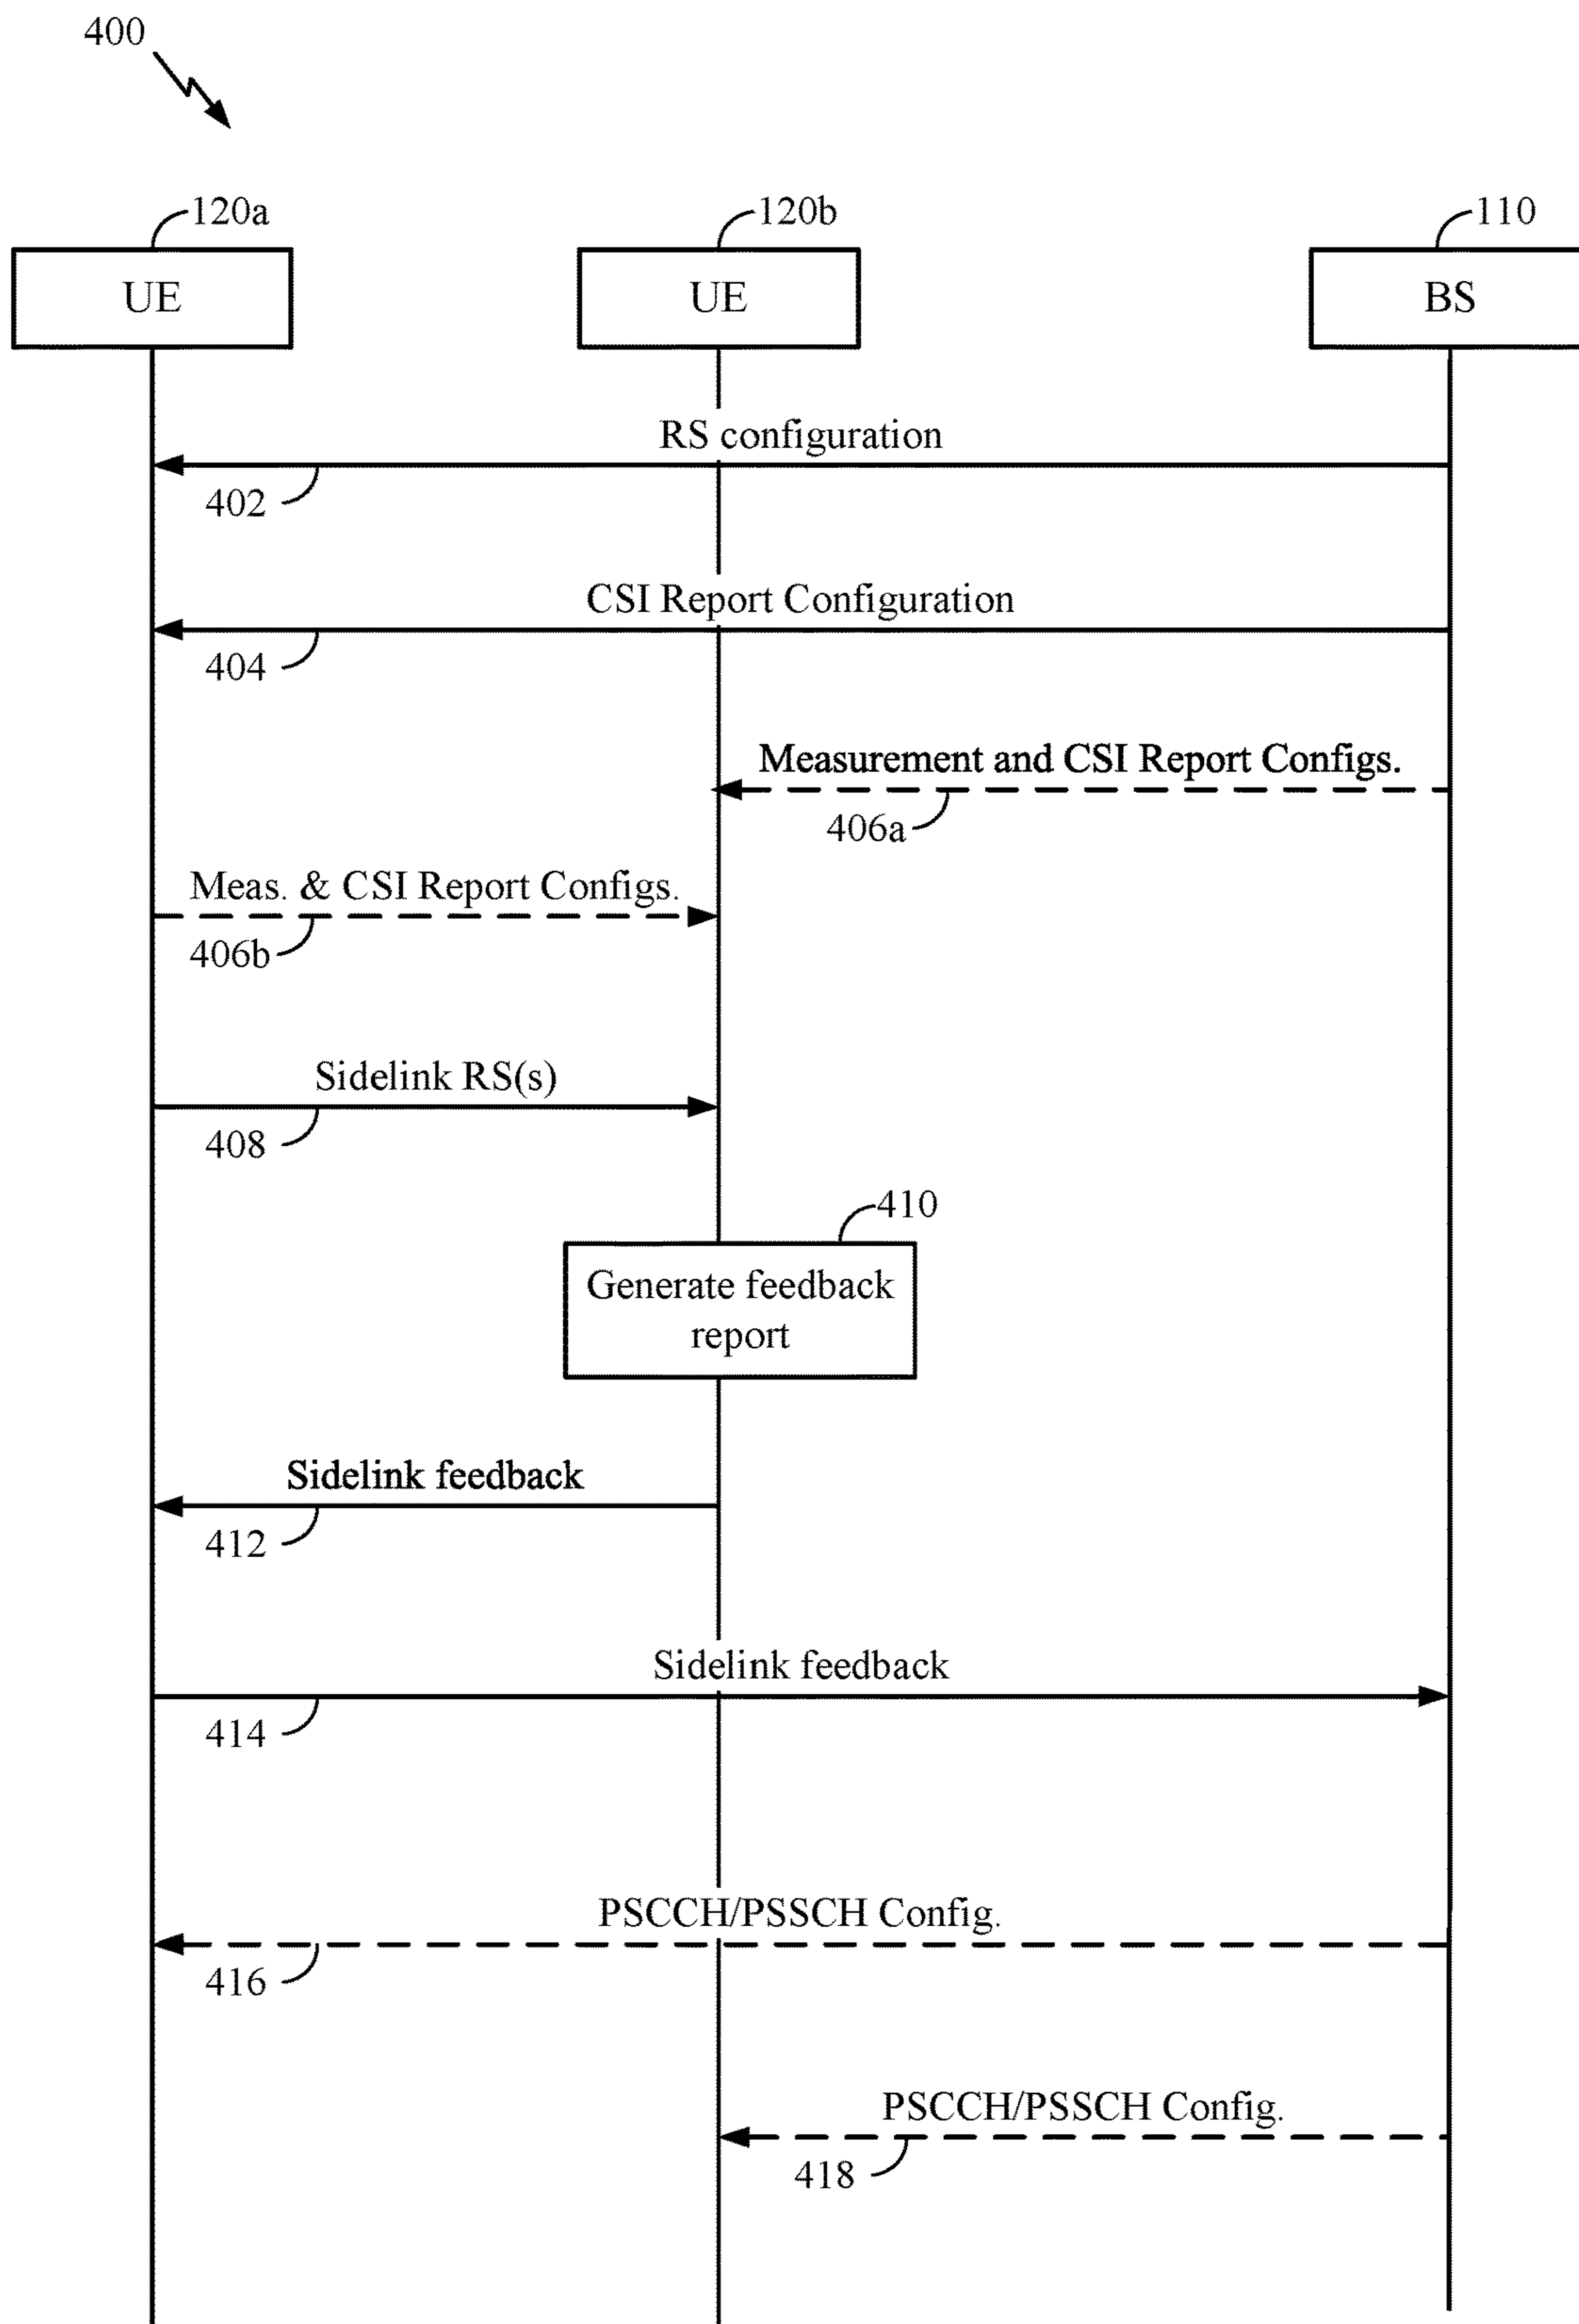 400
120a
120b
110
UE
UE
BS
RS configuration
402
CSI Report Configuration
404
Measurement and CSI Report Configs.
406a
Meas. & CSI Report Configs.
406b
Sidelink RS(s)
408
410
Generate feedback
report
Sidelink feedback
412
Sidelink feedback
414
PSCCH/PSSCH Config.
416
PSCCH/PSSCH Config.
418